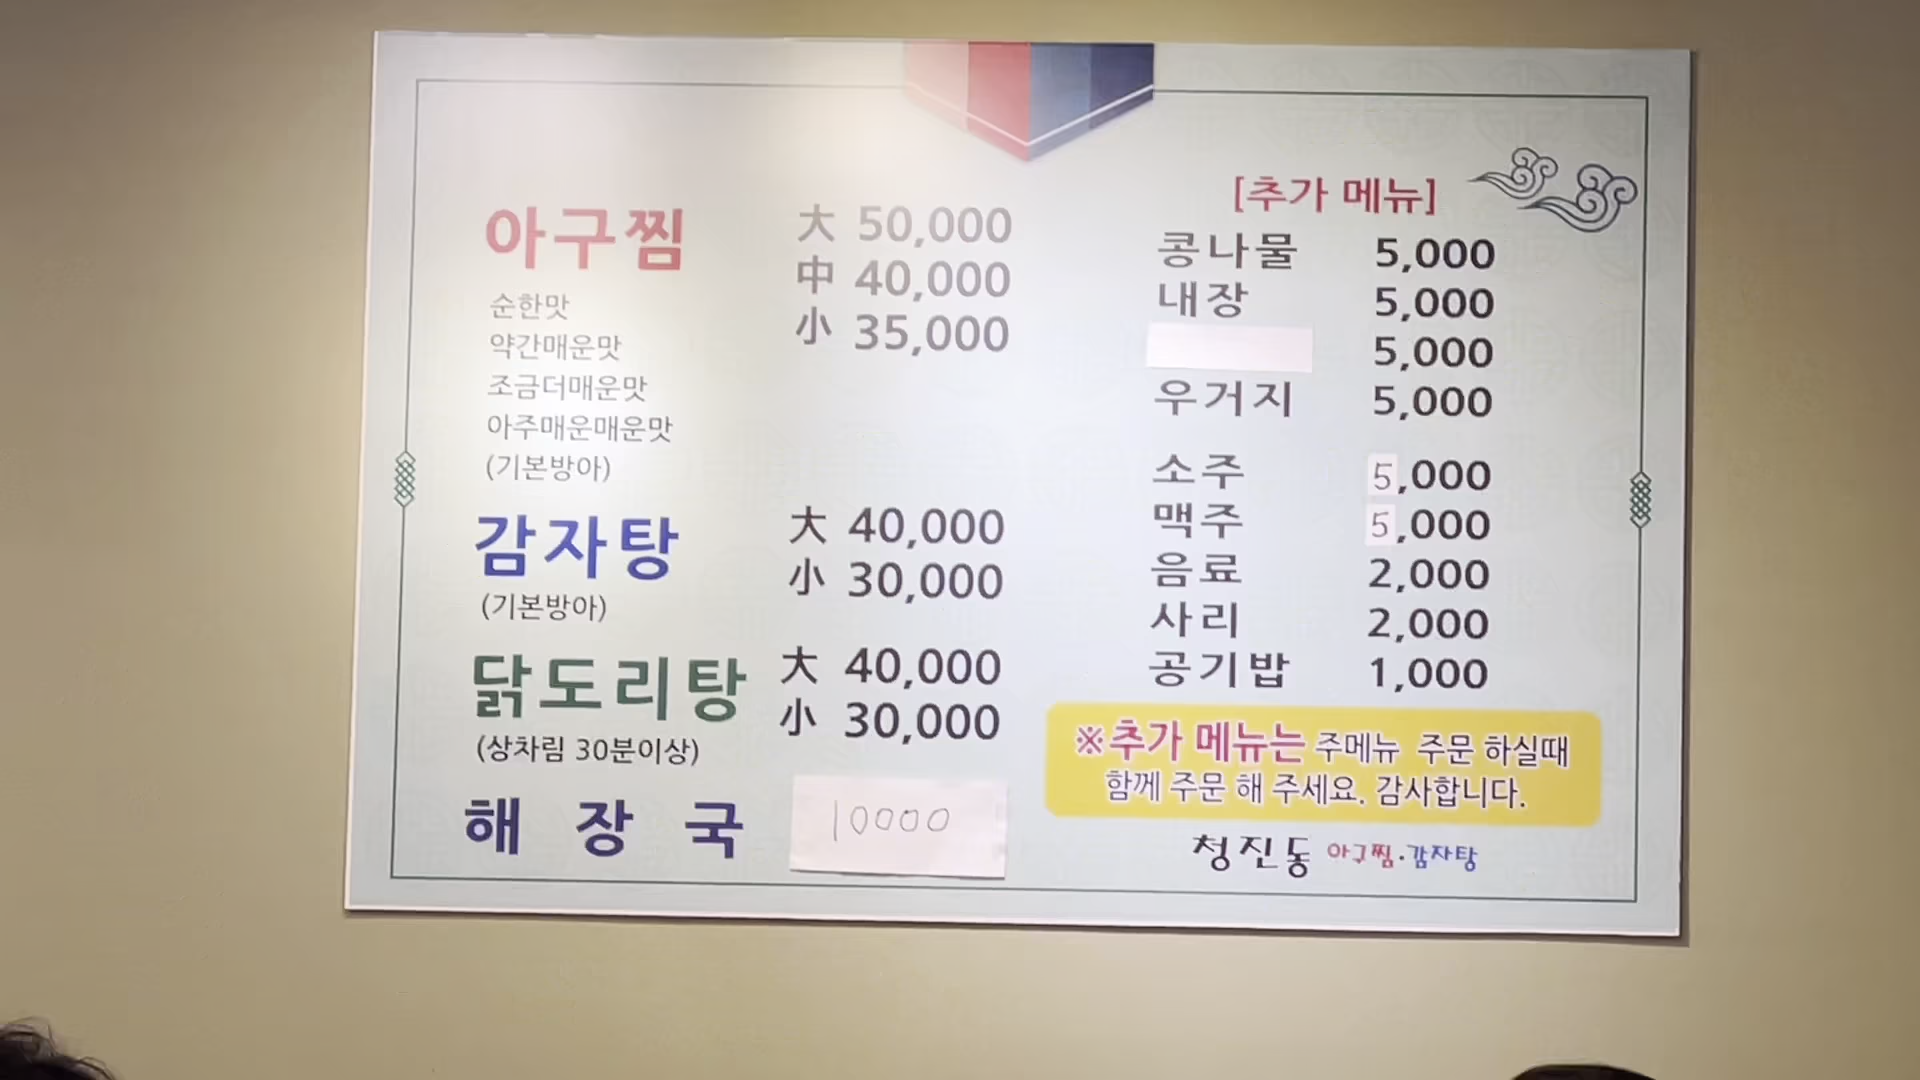 아구찜
大 50,000
中 40,000
小 35,000
순한맛
약간매운맛
조금더매운맛
아주매운매운맛
(기본방아)
감자탕
大 40,000
小 30,000
(기본방아)
닭도리탕
大 40,000
小 30,000
(상차림 30분이상)
해장국 10000
[추가 메뉴]
콩나물 5,000
내장 5,000
5,000
우거지 5,000
소주 5,000
맥주 5,000
음료 2,000
사리 2,000
공기밥 1,000
※추가 메뉴는 주메뉴 주문 하실때
함께 주문 해 주세요. 감사합니다.
청진동 아구찜·감자탕